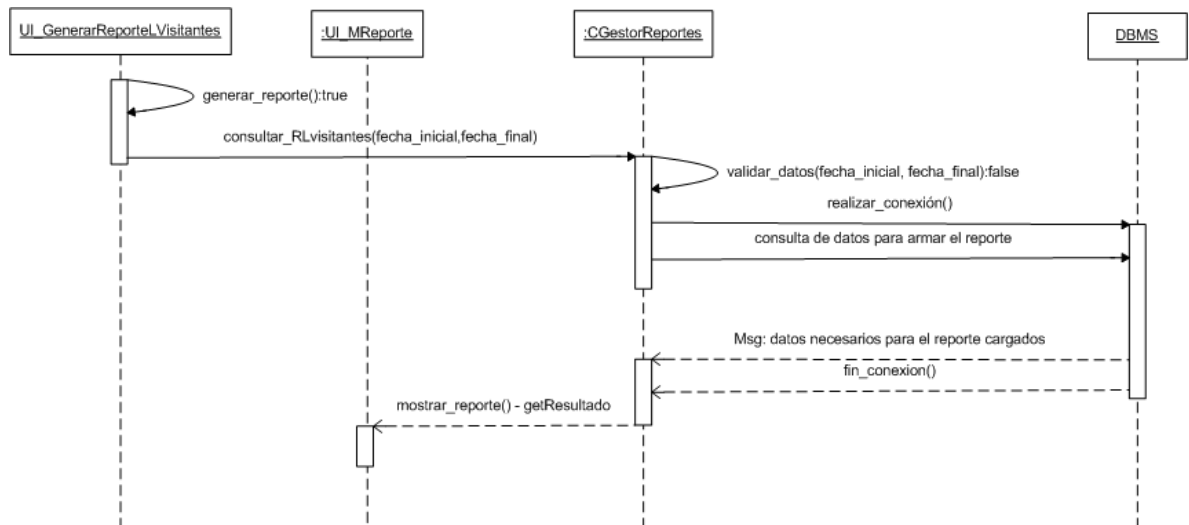 UI_GenerarReporteLVisitantes
:UI_MReporte
:CGestorReportes
DBMS
generar_reporte():true
consultar_RLvisitantes(fecha_inicial,fecha_final)
validar_datos(fecha_inicial, fecha_final):false
realizar_conexión()
consulta de datos para armar el reporte
Msg: datos necesarios para el reporte cargados
fin_conexion()
mostrar_reporte() - getResultado